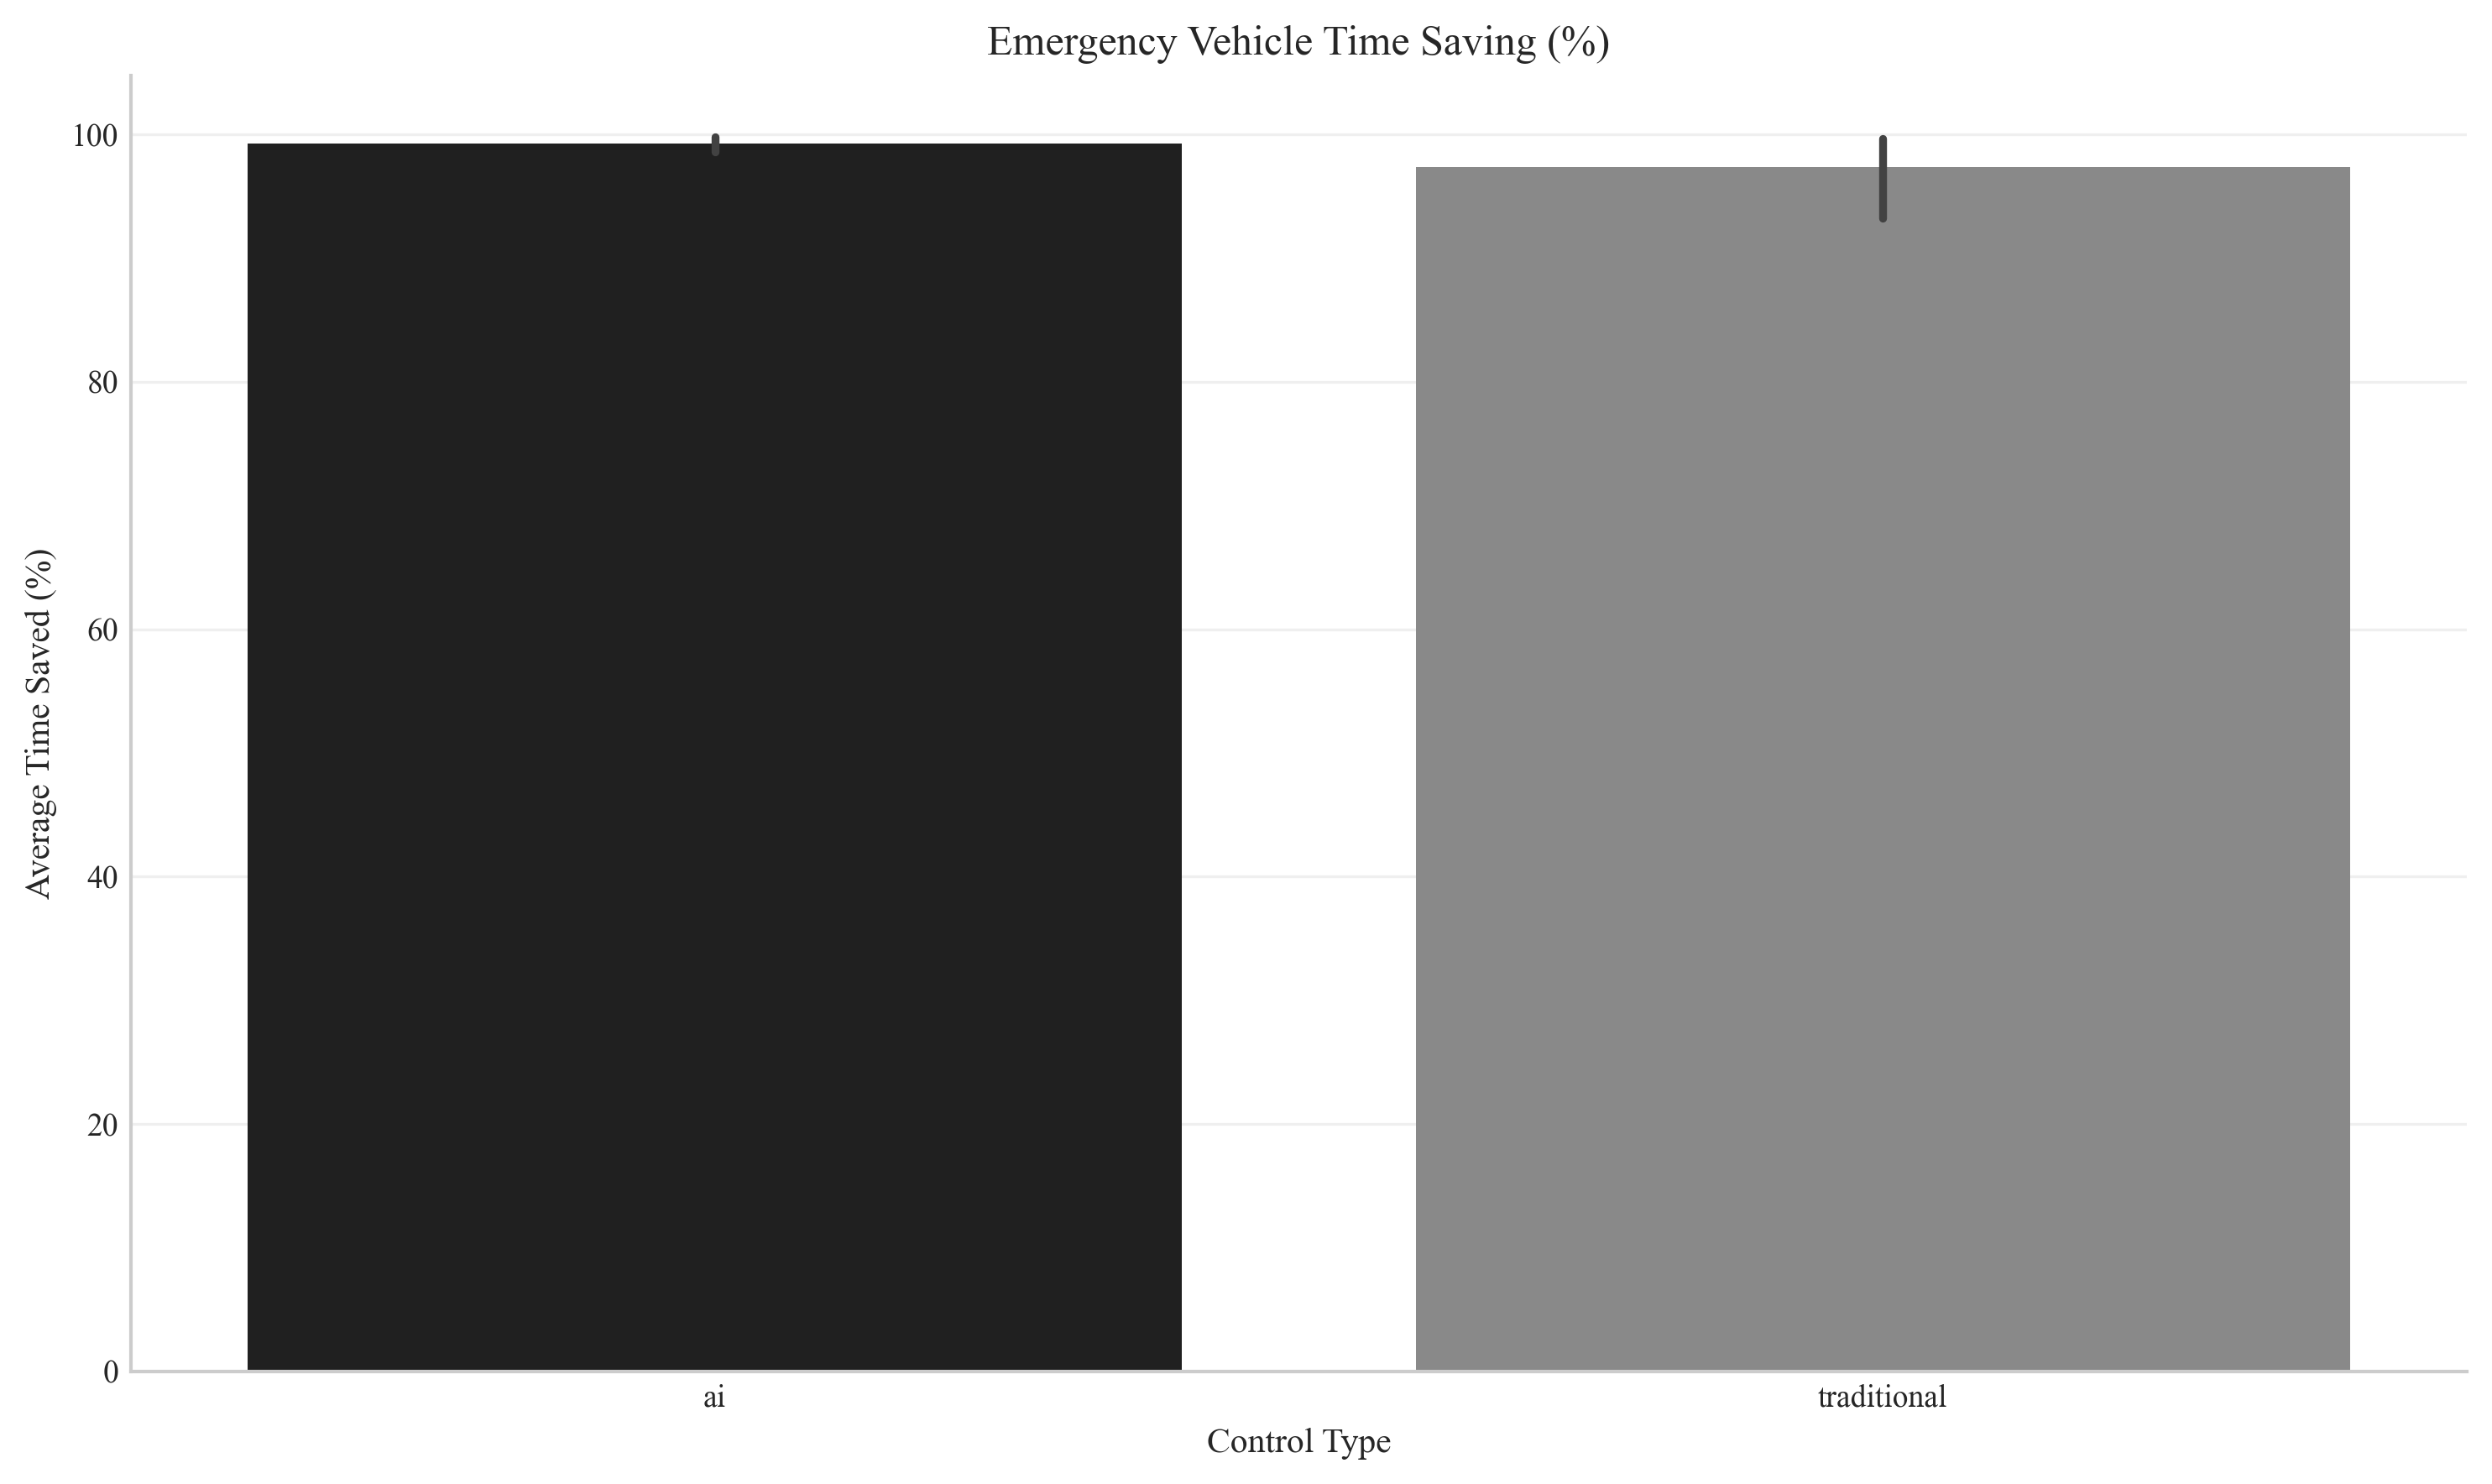 Emergency Vehicle Time Saving (%)
Average Time Saved (%)
100
80
60
40
20
0
ai
traditional
Control Type